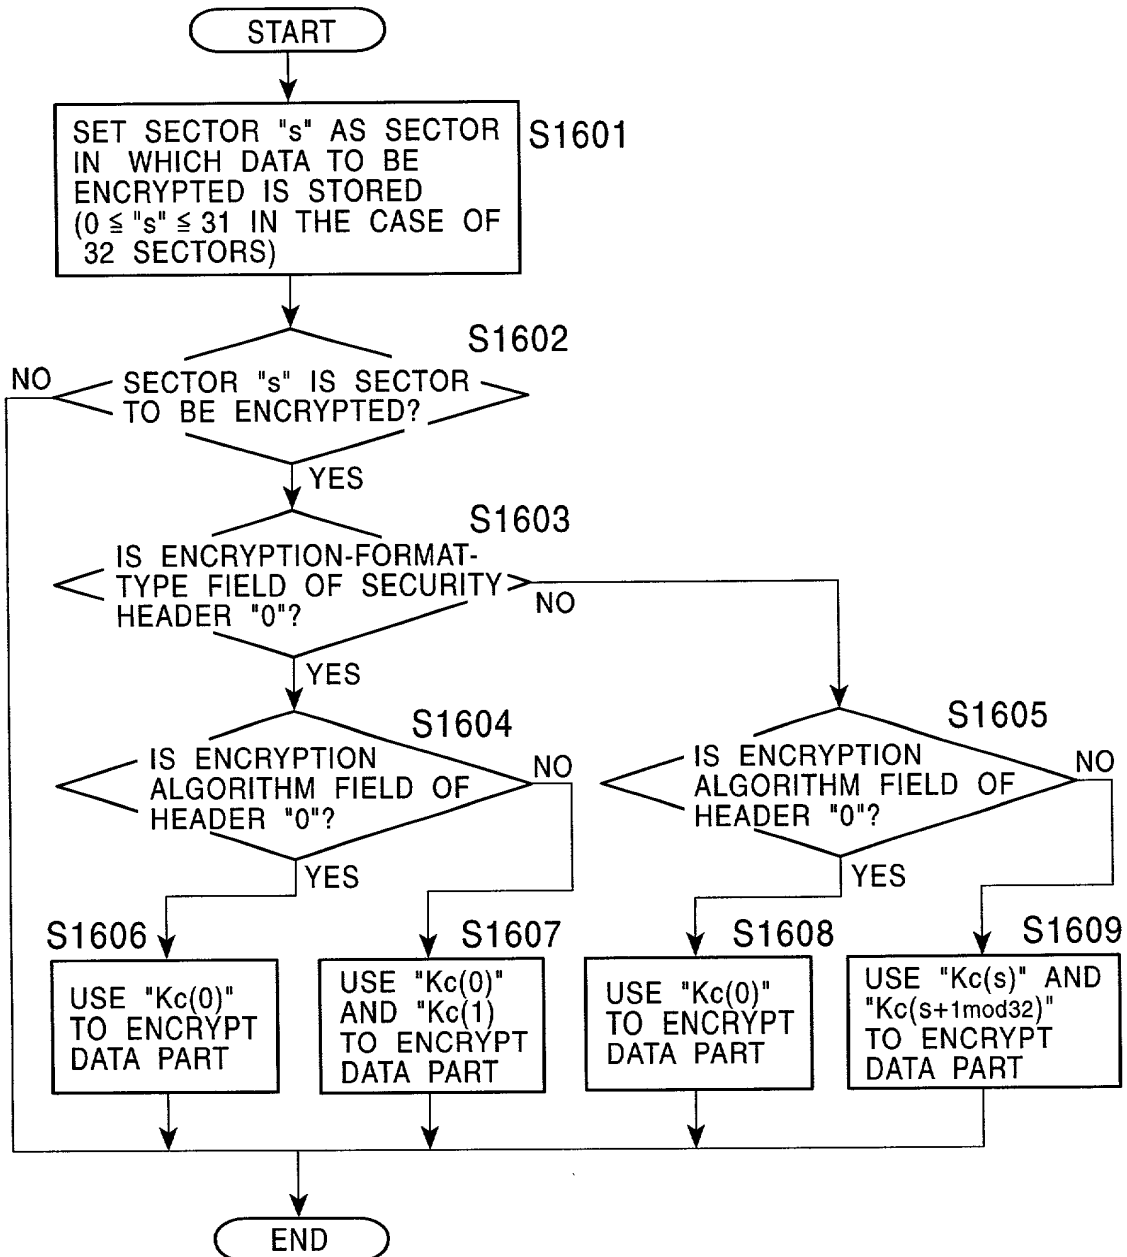 START
SET SECTOR "s" AS SECTOR
IN WHICH DATA TO BE
ENCRYPTED IS STORED
(0 ≦ "s" ≦ 31 IN THE CASE OF
32 SECTORS)
S1601
S1602
NO
SECTOR "s" IS SECTOR
TO BE ENCRYPTED?
YES
S1603
IS ENCRYPTION-FORMAT-
TYPE FIELD OF SECURITY
HEADER "0"?
NO
YES
S1604
IS ENCRYPTION
ALGORITHM FIELD OF
HEADER "0"?
NO
YES
S1605
IS ENCRYPTION
ALGORITHM FIELD OF
HEADER "0"?
NO
YES
S1606
USE "Kc(0)"
TO ENCRYPT
DATA PART
S1607
USE "Kc(0)"
AND "Kc(1)
TO ENCRYPT
DATA PART
S1608
USE "Kc(0)"
TO ENCRYPT
DATA PART
S1609
USE "Kc(s)" AND
"Kc(s+1mod32)"
TO ENCRYPT
DATA PART
END